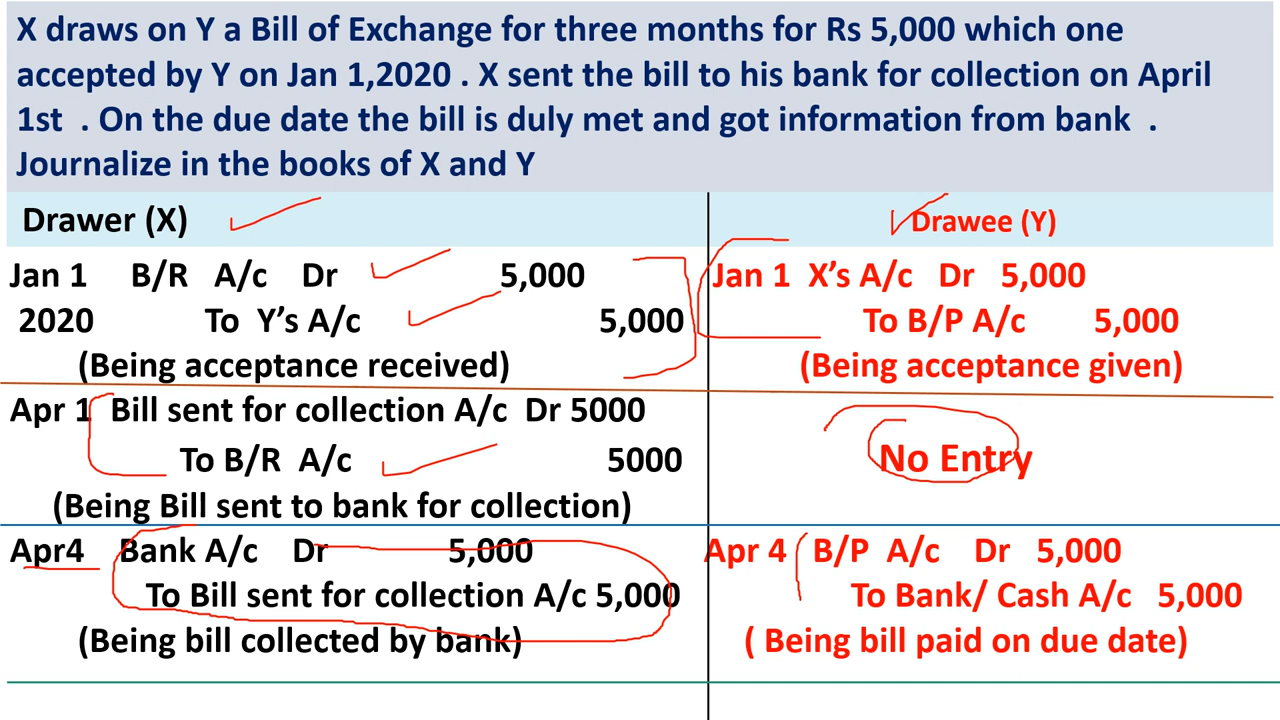 X draws on Y a Bill of Exchange for three months for Rs 5,000 which one
accepted by Y on Jan 1,2020 . X sent the bill to his bank for collection on April
1st . On the due date the bill is duly met and got information from bank .
Journalize in the books of X and Y
Drawer (X)
Drawee (Y)
Jan 1 B/R A/c Dr 5,000
2020 To Y’s A/c 5,000
(Being acceptance received)
Jan 1 X’s A/c Dr 5,000
To B/P A/c 5,000
(Being acceptance given)
Apr 1 Bill sent for collection A/c Dr 5000
To B/R A/c 5000
(Being Bill sent to bank for collection)
No Entry
Apr4 Bank A/c Dr 5,000
To Bill sent for collection A/c 5,000
(Being bill collected by bank)
Apr 4 B/P A/c Dr 5,000
To Bank/ Cash A/c 5,000
( Being bill paid on due date)